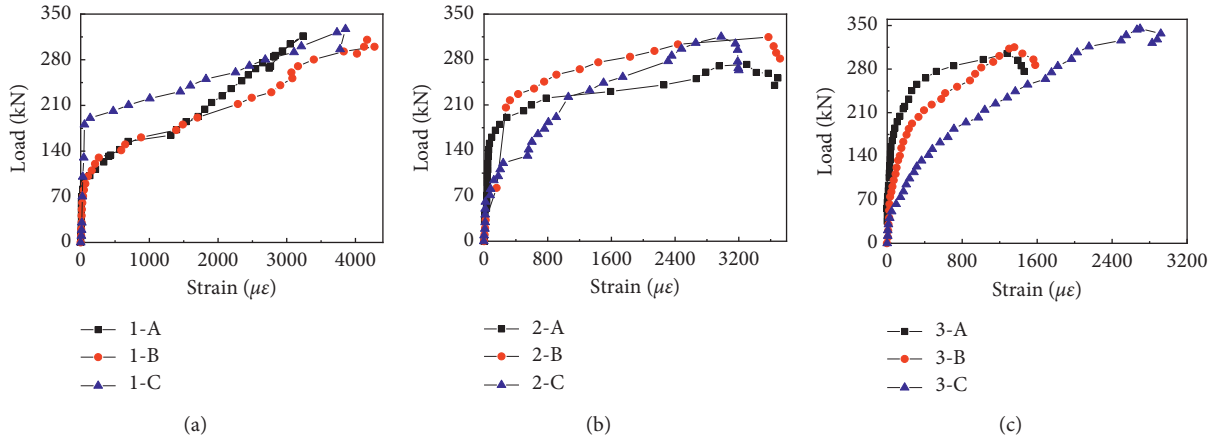 350
280
210
140
70
0
Load (kN)
0 1000 2000 3000 4000
Strain (με)
1-A
1-B
1-C
(a)
350
280
210
140
70
0
Load (kN)
0 800 1600 2400 3200
Strain (με)
2-A
2-B
2-C
(b)
350
280
210
140
70
0
Load (kN)
0 800 1600 2400 3200
Strain (με)
3-A
3-B
3-C
(c)